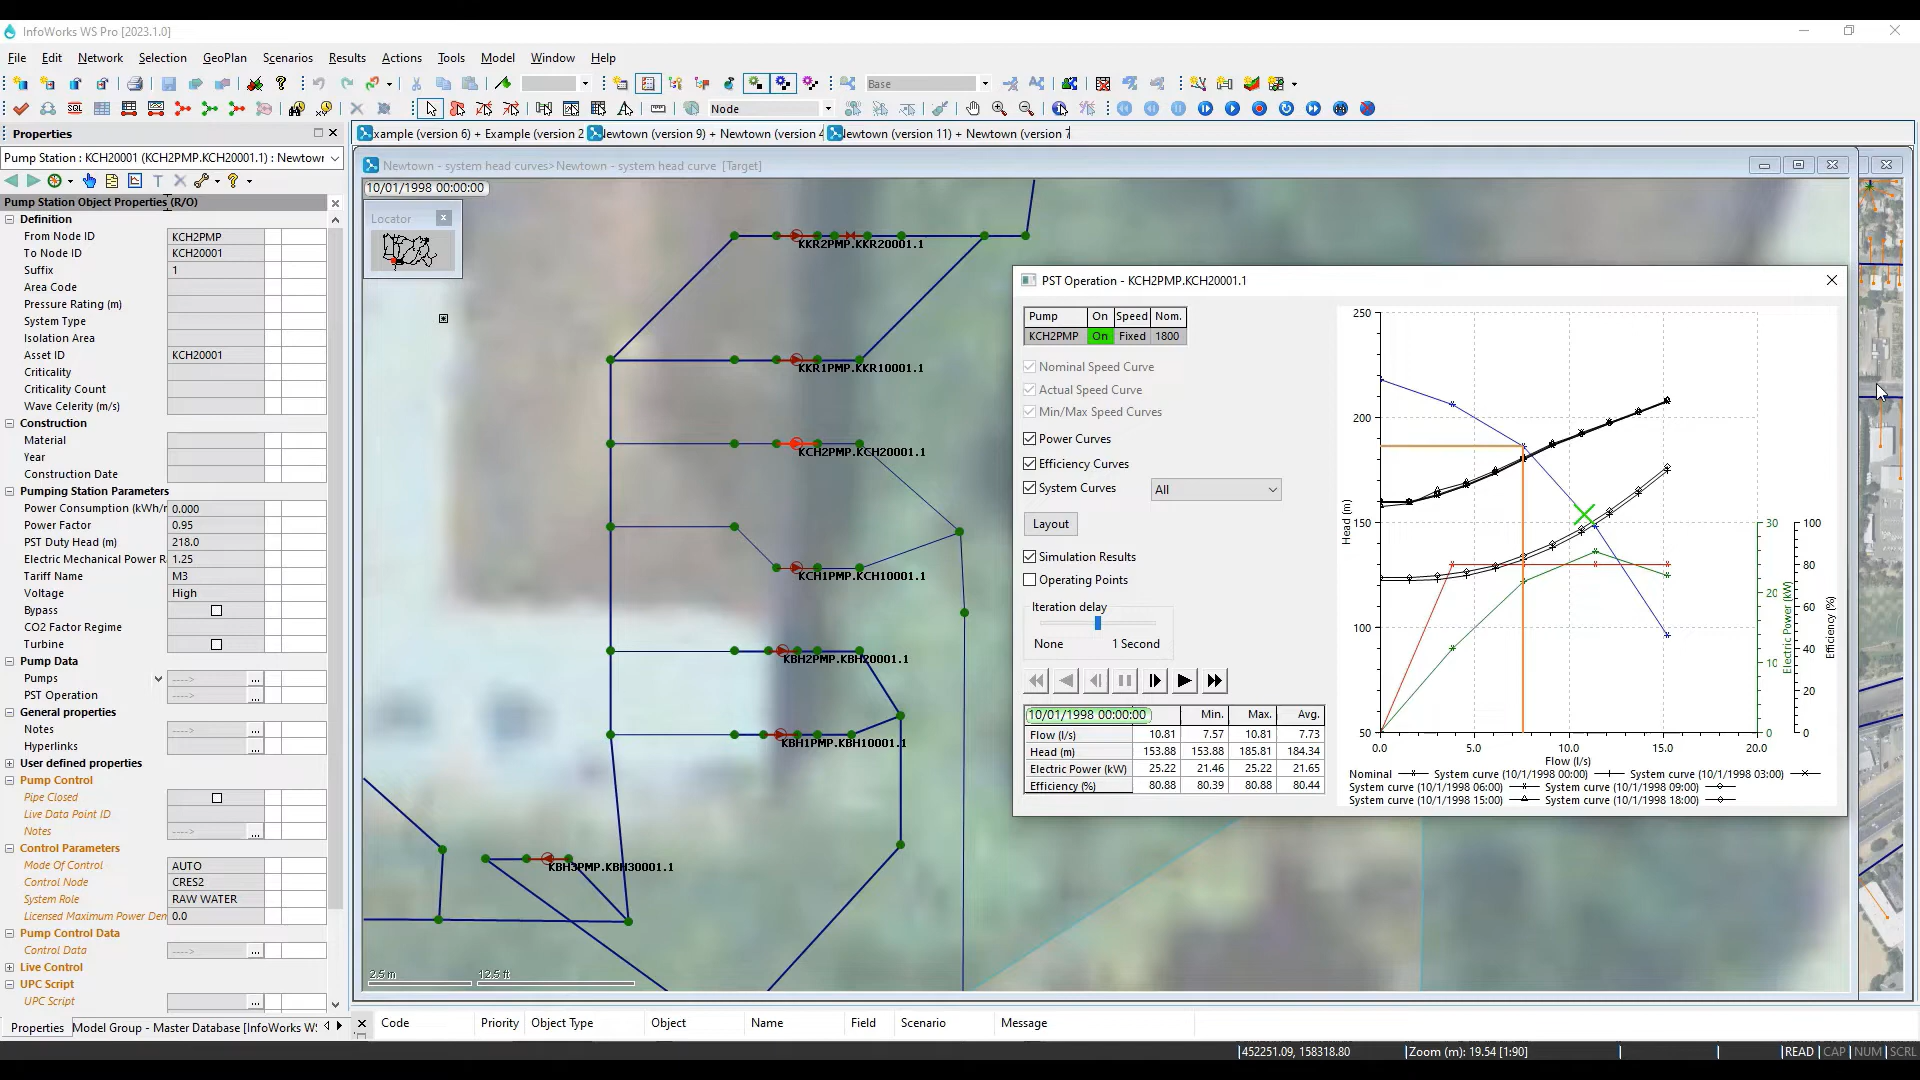 InfoWorks WS Pro [2023.1.0]
File Edit Network Selection GeoPlan Scenarios Results Actions Tools Model Window Help
Base
SQL
Node
Properties
xample (version 6) + Example (version 2
ewtown (version 9) + Newtown (version 4
ewtown (version 11) + Newtown (version 7
Pump Station : KCH20001 (KCH2PMP.KCH20001.1) : Newtown
Newtown - system head curves>Newtown - system head curve [Target]
Pump Station Object Properties (R/O)
Definition
From Node ID KCH2PMP
To Node ID KCH20001
Suffix 1
Area Code
Pressure Rating (m)
System Type
Isolation Area
Asset ID KCH20001
Criticality
Criticality Count
Wave Celerity (m/s)
Construction
Material
Year
Construction Date
Pumping Station Parameters
Power Consumption (kWh/r 0.000
Power Factor 0.95
PST Duty Head (m) 218.0
Electric Mechanical Power R 1.25
Tariff Name M3
Voltage High
Bypass
CO2 Factor Regime
Turbine
Pump Data
Pumps ---->
PST Operation ---->
General properties
Notes ---->
Hyperlinks
User defined properties
Pump Control
Pipe Closed
Live Data Point ID
Notes ---->
Control Parameters
Mode Of Control AUTO
Control Node CRES2
System Role RAW WATER
Licensed Maximum Power Den 0.0
Pump Control Data
Control Data ---->
Live Control
UPC Script
UPC Script
Properties
Model Group - Master Database [InfoWorks WS
10/01/1998 00:00:00
Locator
KKR2PMP.KKR20001.1
KKR1PMP.KKR10001.1
KCH2PMP.KCH20001.1
KCH1PMP.KCH10001.1
KBH2PMP.KBH20001.1
KBH1PMP.KBH10001.1
KBH3PMP.KBH30001.1
2.5 m 12.5 ft
PST Operation - KCH2PMP.KCH20001.1
Pump On Speed Nom.
KCH2PMP On Fixed 1800
Nominal Speed Curve
Actual Speed Curve
Min/Max Speed Curves
Power Curves
Efficiency Curves
System Curves All
Layout
Simulation Results
Operating Points
Iteration delay
None 1 Second
10/01/1998 00:00:00 Min. Max. Avg.
Flow (l/s) 10.81 7.57 10.81 7.73
Head (m) 153.88 153.88 185.81 184.34
Electric Power (kW) 25.22 21.46 25.22 21.65
Efficiency (%) 80.88 80.39 80.88 80.44
250
200
150
100
50
Head (m)
30
20
10
0
Electric Power (kW)
100
80
60
40
20
0
Efficiency (%)
0.0 5.0 10.0 15.0 20.0
Flow (l/s)
Nominal System curve (10/1/1998 00:00) System curve (10/1/1998 03:00)
System curve (10/1/1998 06:00) System curve (10/1/1998 09:00)
System curve (10/1/1998 15:00) System curve (10/1/1998 18:00)
Code Priority Object Type Object Name Field Scenario Message
452251.09, 158318.80 Zoom (m): 19.54 [1:90] READ CAP NUM SCRL